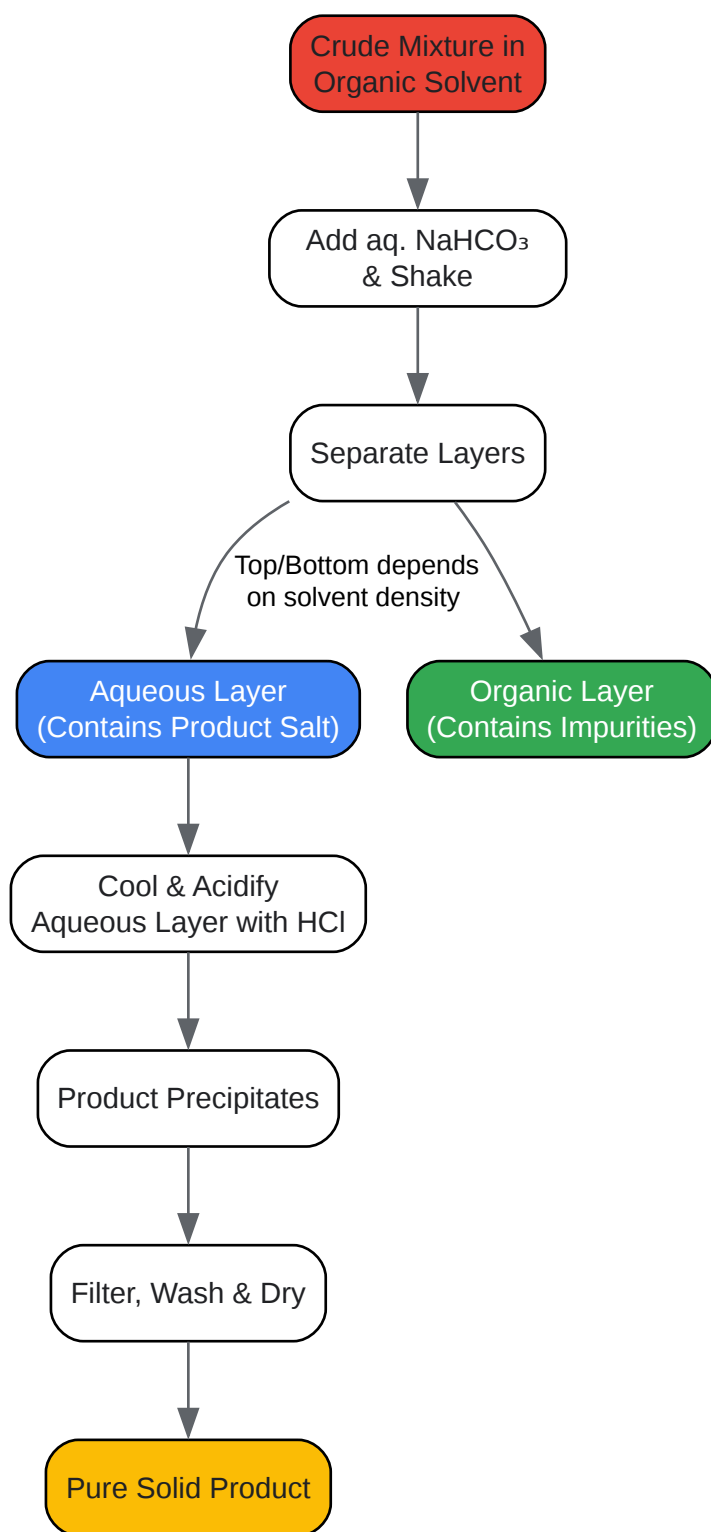 Crude Mixture in
Organic Solvent
Add aq. NaHCO₃
& Shake
Separate Layers
Top/Bottom depends
on solvent density
Aqueous Layer
(Contains Product Salt)
Organic Layer
(Contains Impurities)
Cool & Acidify
Aqueous Layer with HCl
Product Precipitates
Filter, Wash & Dry
Pure Solid Product